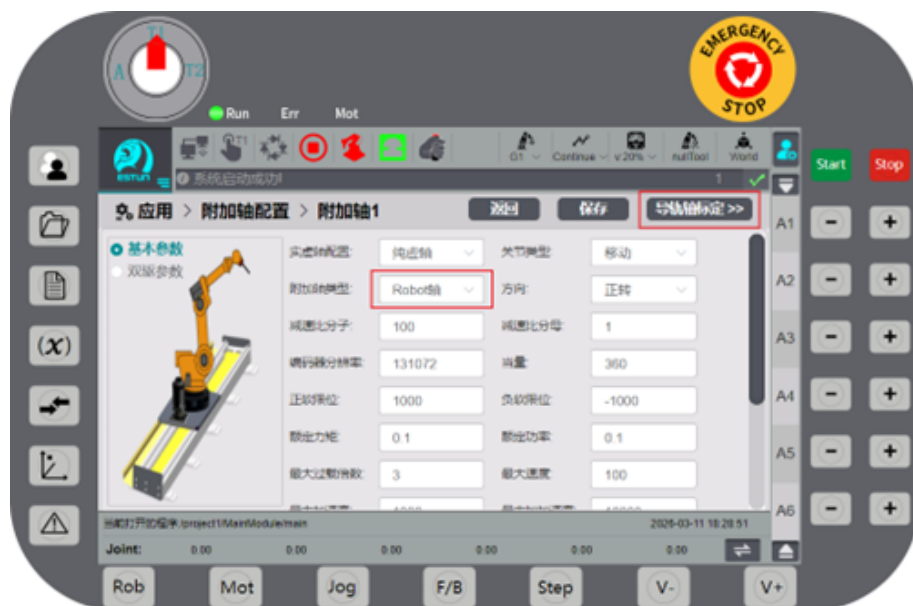 T1
A T2
EMERGENCY
STOP
Run Err Mot
G1 Continue v 20% nullTool World
ESTUN
系统启动成功! 1
Start Stop
应用 > 附加轴配置 > 附加轴1 返回 保存 导轨轴标定 >>
基本参数
双驱参数
实虚轴配置: 纯虚轴 关节类型: 移动
附加轴类型: Robot轴 方向: 正转
减速比分子: 100 减速比分母: 1
编码器分辨率: 131072 当量: 360
正软限位: 1000 负软限位: -1000
额定力矩: 0.1 额定功率: 0.1
最大过载倍数: 3 最大速度: 100
A1 - +
A2 - +
A3 - +
A4 - +
A5 - +
A6 - +
(x)
当前打开的程序:/project1/MainModule/main 2026-03-11 18:28:51
Joint: 0.00 0.00 0.00 0.00 0.00 0.00
Rob Mot Jog F/B Step V- V+